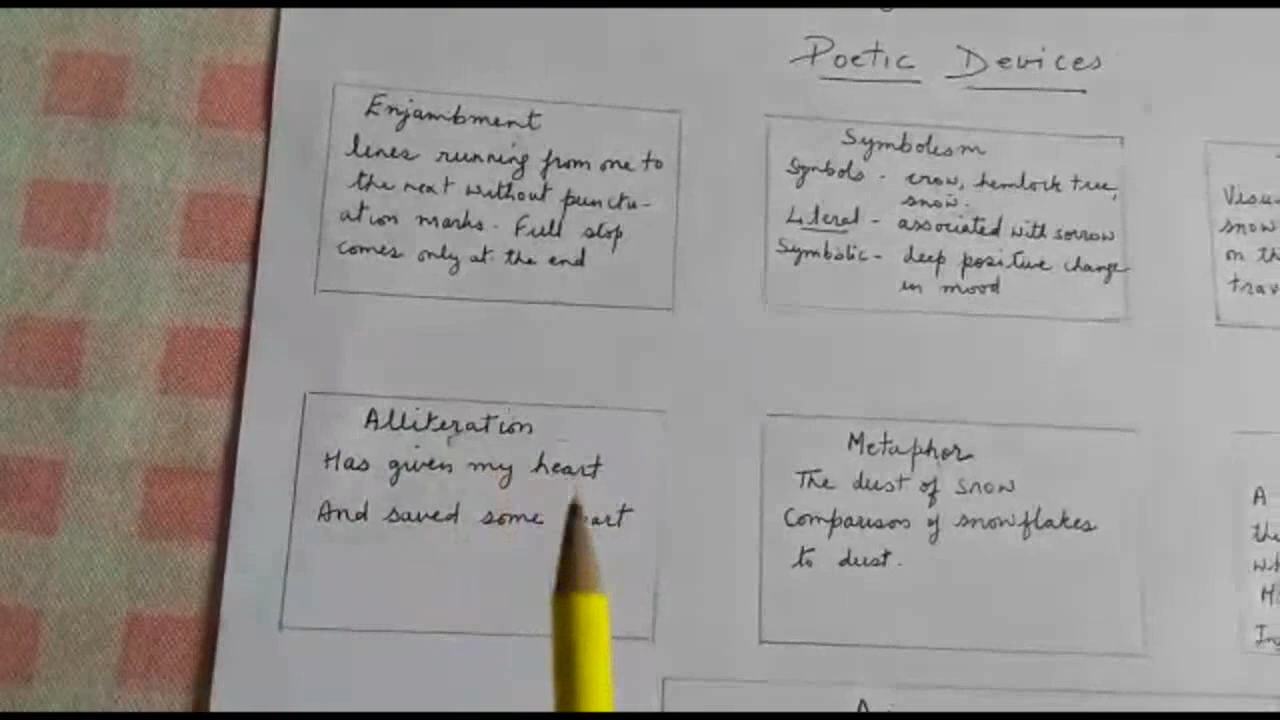 Poetic Devices
Enjambment
lines running from one to
the next without punctu-
ation marks. Full stop
comes only at the end
Symbolism
Symbols - crow, hemlock tree,
snow.
Literal - associated with sorrow
Symbolic - deep positive change
in mood
snow
on
Alliteration
Has given my heart
And saved some
Metaphor
The dust of snow
Comparison of snowflakes
to dust.
A